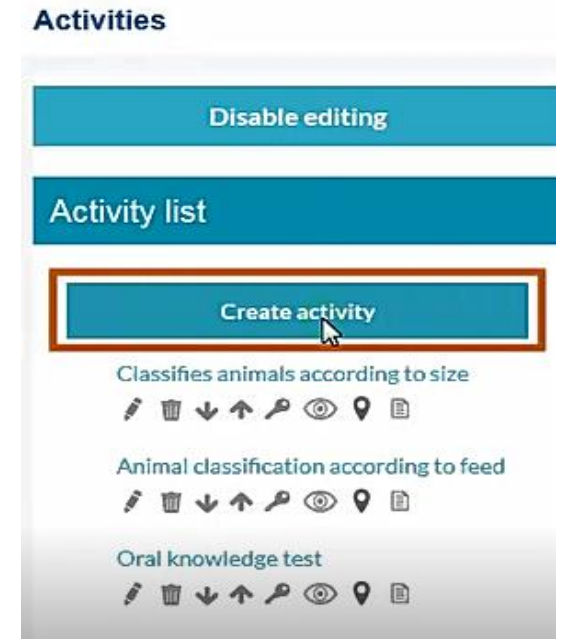 Activities
Disable editing
Activity list
Create activity
Classifies animals according to size
Animal classification according to feed
Oral knowledge test